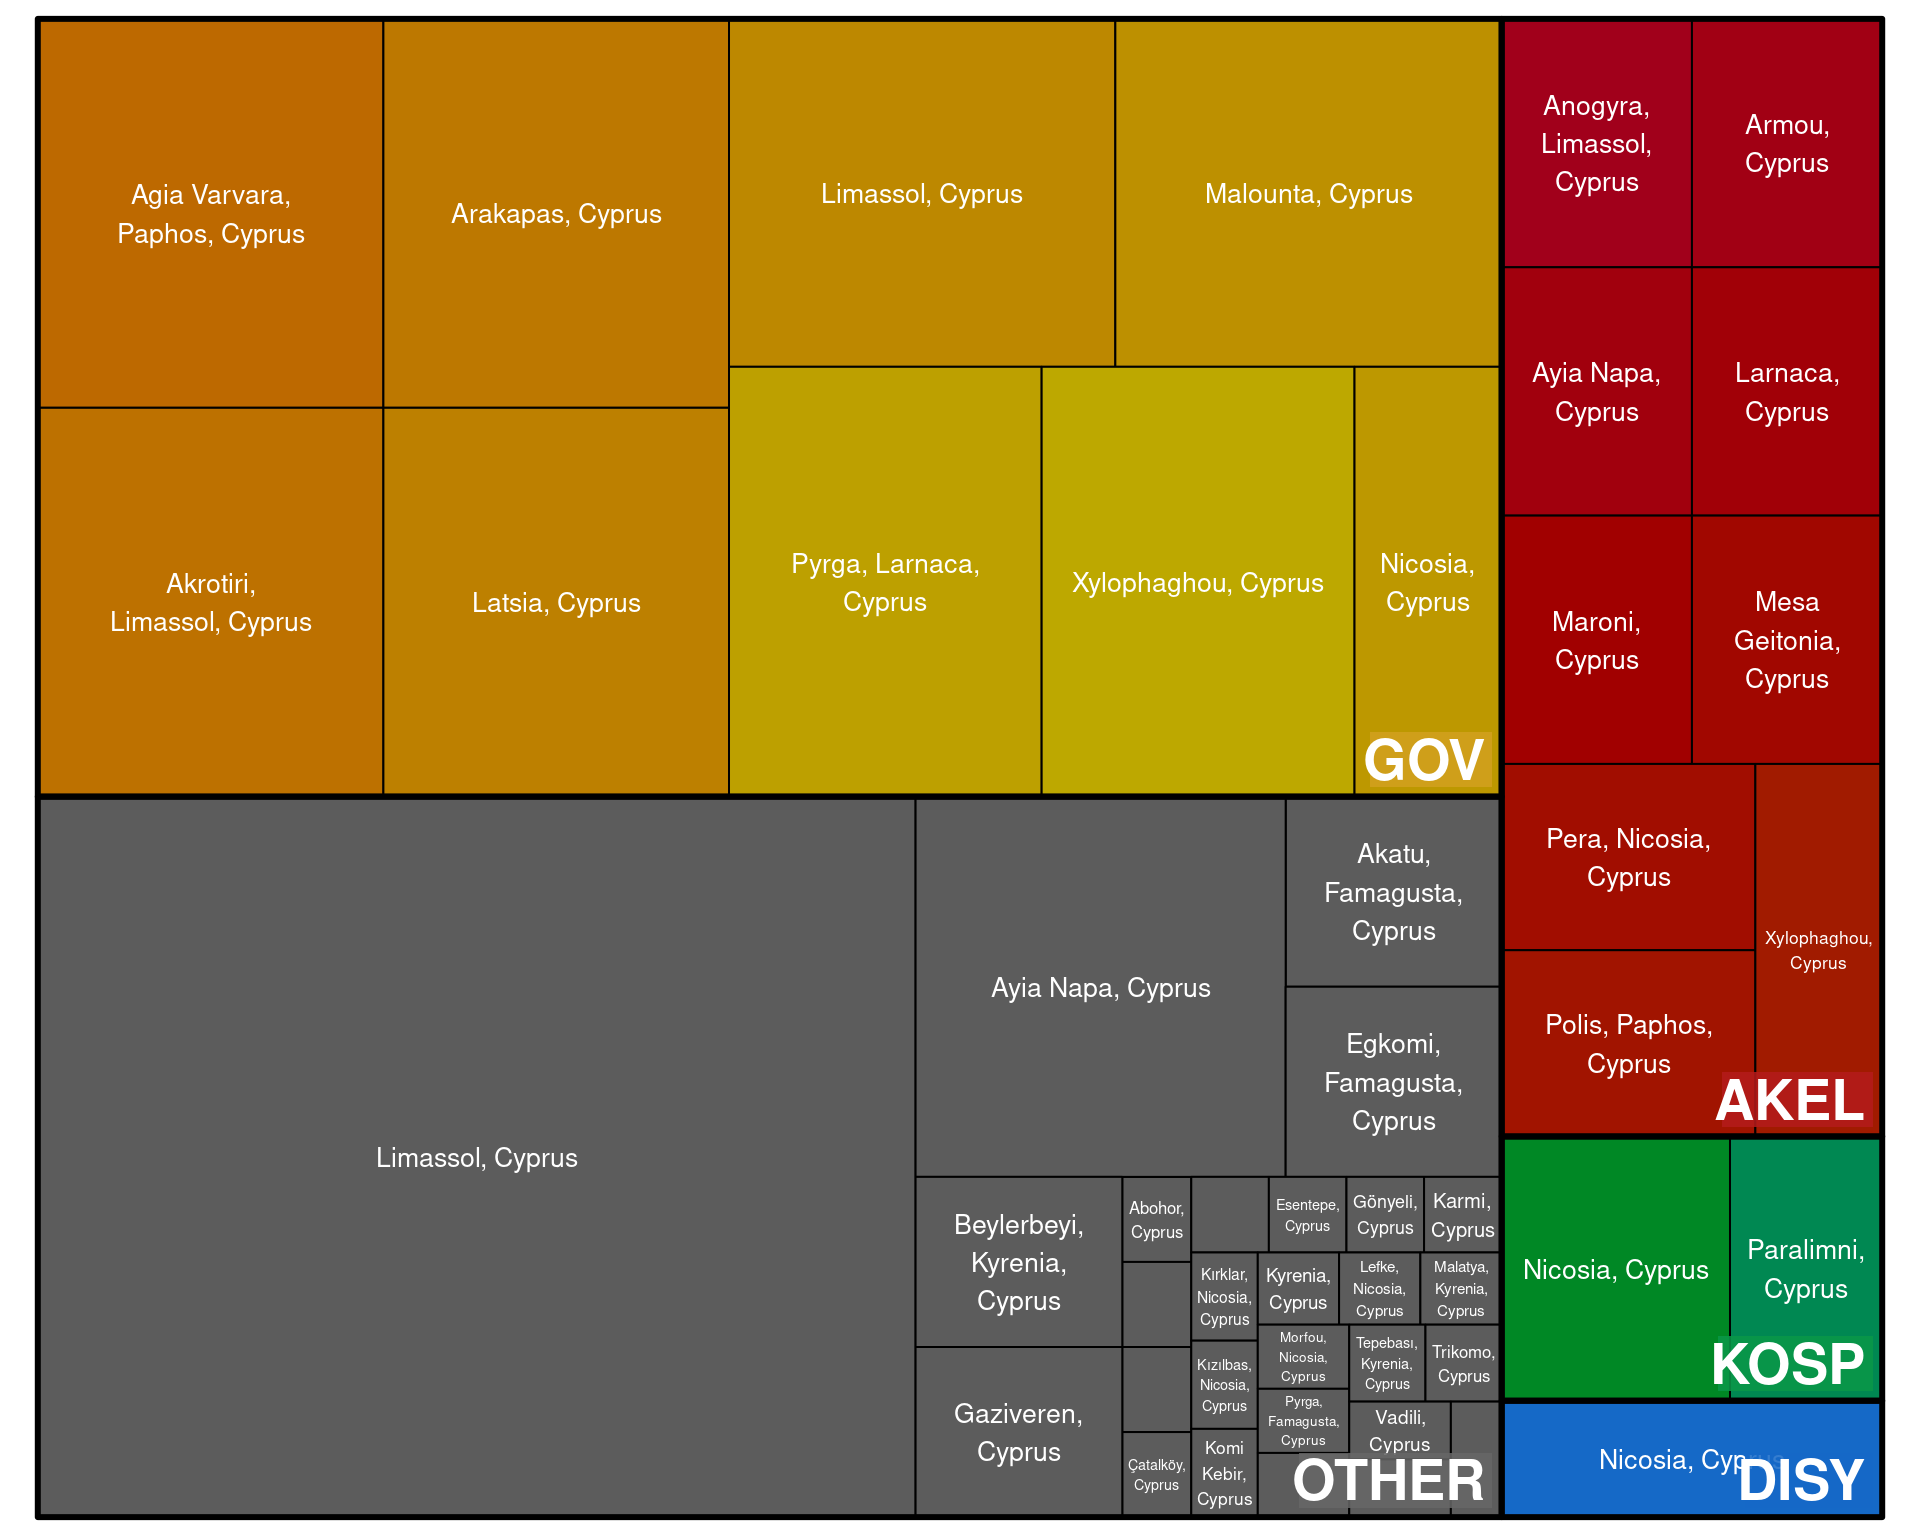 Agia Varvara,
Paphos, Cyprus
Arakapas, Cyprus
Limassol, Cyprus
Malounta, Cyprus
Akrotiri,
Limassol, Cyprus
Latsia, Cyprus
Pyrga, Larnaca,
Cyprus
Xylophaghou, Cyprus
Nicosia,
Cyprus
GOV
Anogyra,
Limassol,
Cyprus
Armou,
Cyprus
Ayia Napa,
Cyprus
Larnaca,
Cyprus
Maroni,
Cyprus
Mesa
Geitonia,
Cyprus
Pera, Nicosia,
Cyprus
Xylophaghou,
Cyprus
Polis, Paphos,
Cyprus
AKEL
Limassol, Cyprus
Ayia Napa, Cyprus
Akatu,
Famagusta,
Cyprus
Egkomi,
Famagusta,
Cyprus
Beylerbeyi,
Kyrenia,
Cyprus
Gaziveren,
Cyprus
Abohor,
Cyprus
Çatalköy,
Cyprus
Esentepe,
Cyprus
Gönyeli,
Cyprus
Karmi,
Cyprus
Kırklar,
Nicosia,
Cyprus
Kızılbas,
Nicosia,
Cyprus
Komi
Kebir,
Cyprus
Kyrenia,
Cyprus
Lefke,
Nicosia,
Cyprus
Malatya,
Kyrenia,
Cyprus
Morfou,
Nicosia,
Cyprus
Pyrga,
Famagusta,
Cyprus
Tepebası,
Kyrenia,
Cyprus
Trikomo,
Cyprus
Vadili,
Cyprus
OTHER
Nicosia, Cyprus
Paralimni,
Cyprus
KOSP
Nicosia, Cyprus
DISY